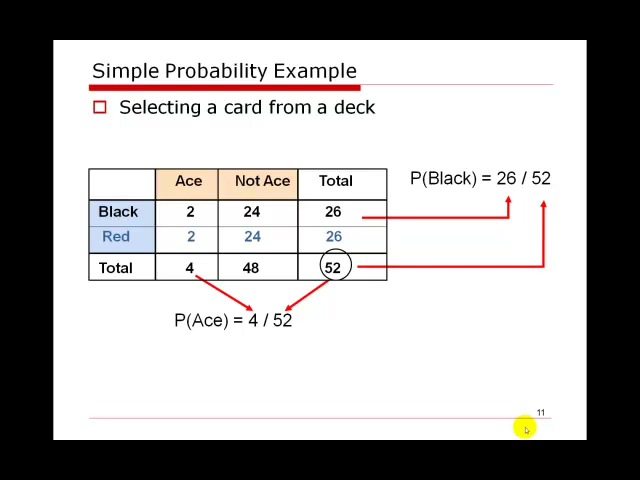 Simple Probability Example
Selecting a card from a deck
Ace Not Ace Total
P(Black) = 26 / 52
Black 2 24 26
Red 2 24 26
Total 4 48 52
P(Ace) = 4 / 52
11